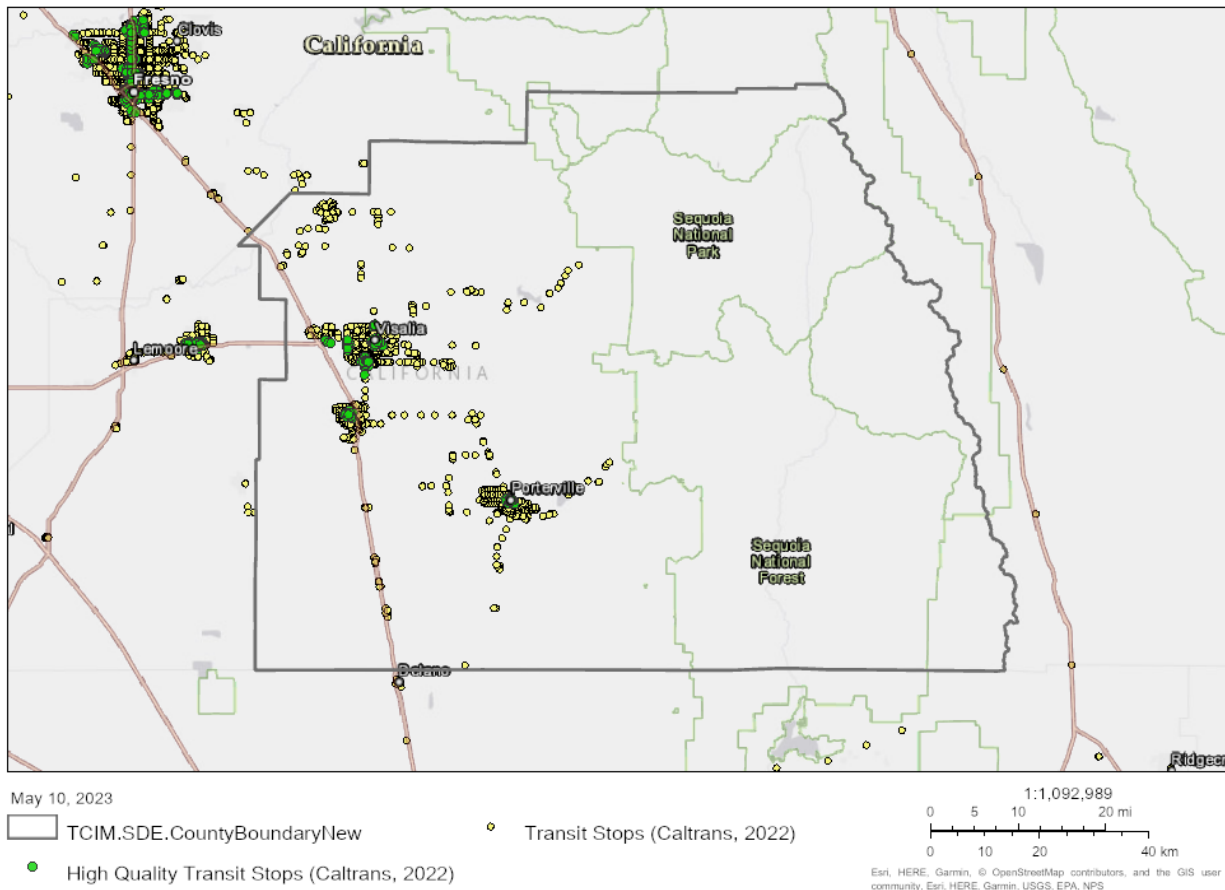 Clovis
California
Fresno
Sequoia
National
Park
Visalia
Lemoore
CALIFORNIA
Porterville
Sequoia
National
Forest
Delano
Ridgecr
May 10, 2023
1:1,092,989
0 5 10 20 mi
0 10 20 40 km
TCIM.SDE.CountyBoundaryNew
Transit Stops (Caltrans, 2022)
High Quality Transit Stops (Caltrans, 2022)
Esri, HERE, Garmin, © OpenStreetMap contributors, and the GIS user
community, Esri, HERE, Garmin, USGS, EPA, NPS